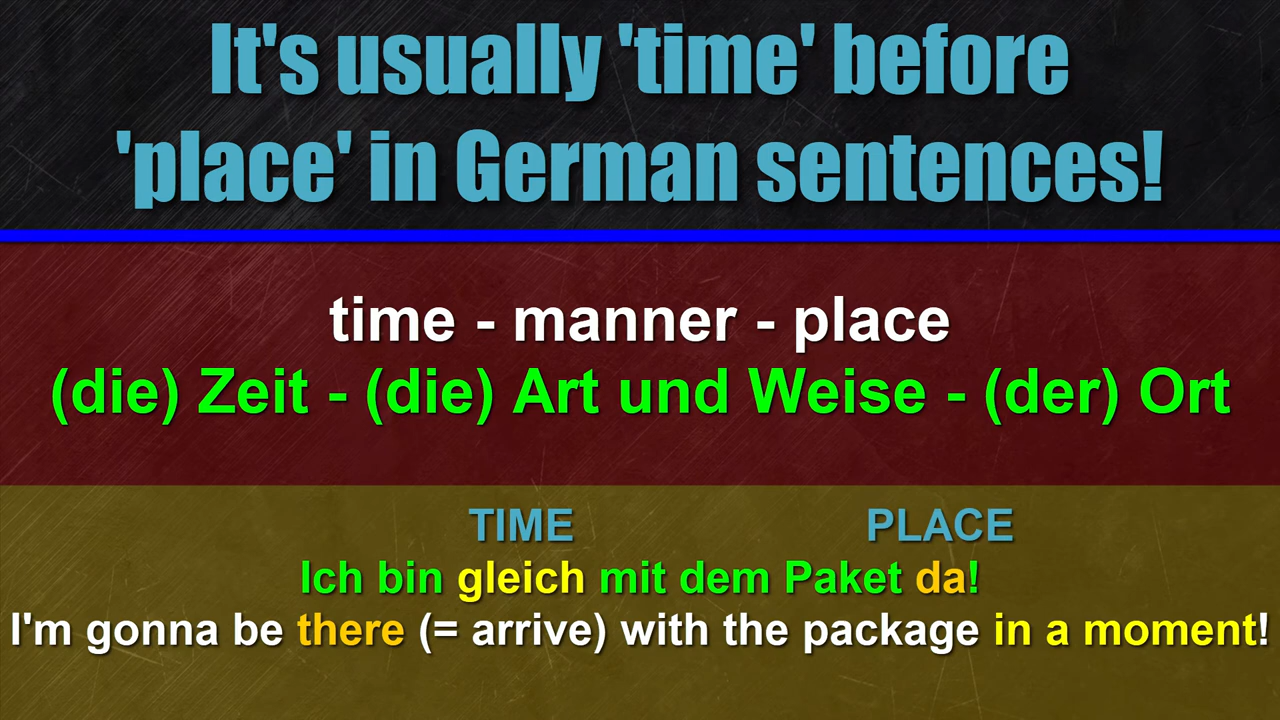 It's usually 'time' before
'place' in German sentences!
time - manner - place
(die) Zeit - (die) Art und Weise - (der) Ort
TIME PLACE
Ich bin gleich mit dem Paket da!
I'm gonna be there (= arrive) with the package in a moment!